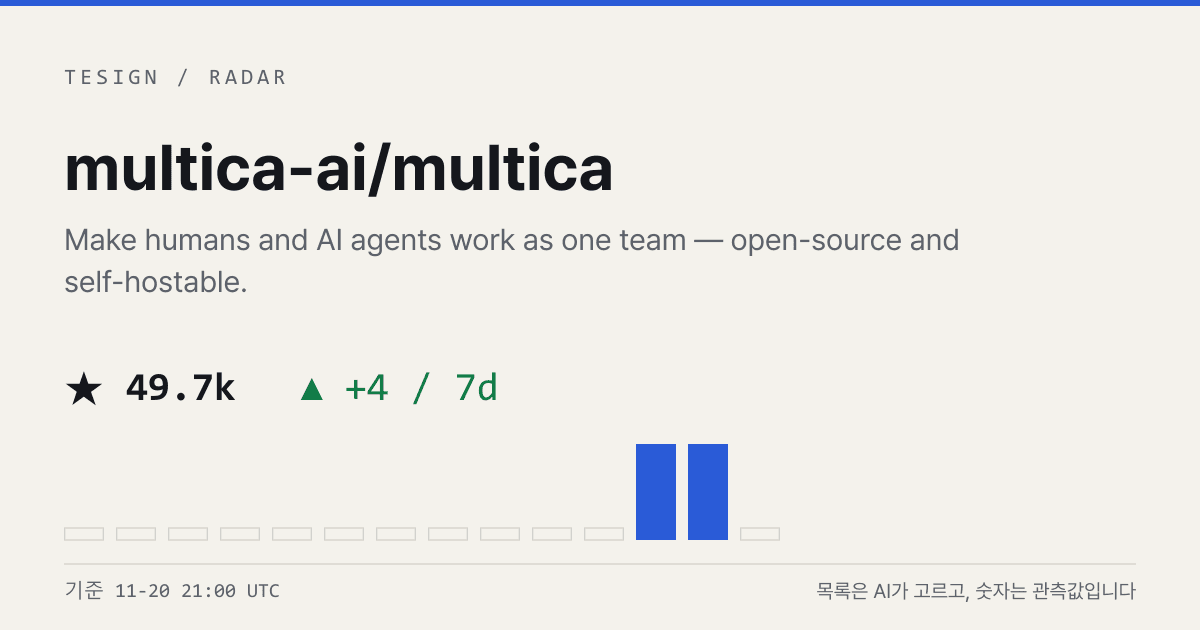 TESIGN / RADAR
multica-ai/multica
Make humans and AI agents work as one team — open-source and
self-hostable.
★ 49.7k ▲ +4 / 7d
기준 11-20 21:00 UTC
목록은 AI가 고르고, 숫자는 관측값입니다